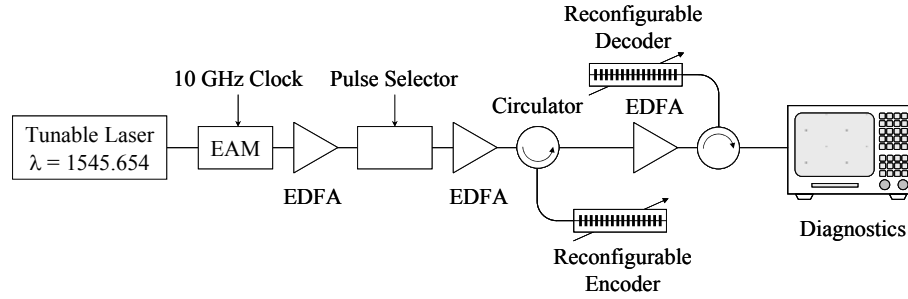 Reconfigurable
Decoder
10 GHz Clock
Pulse Selector
Circulator
EDFA
Tunable Laser
λ = 1545.654
EAM
EDFA
EDFA
Diagnostics
Reconfigurable
Encoder